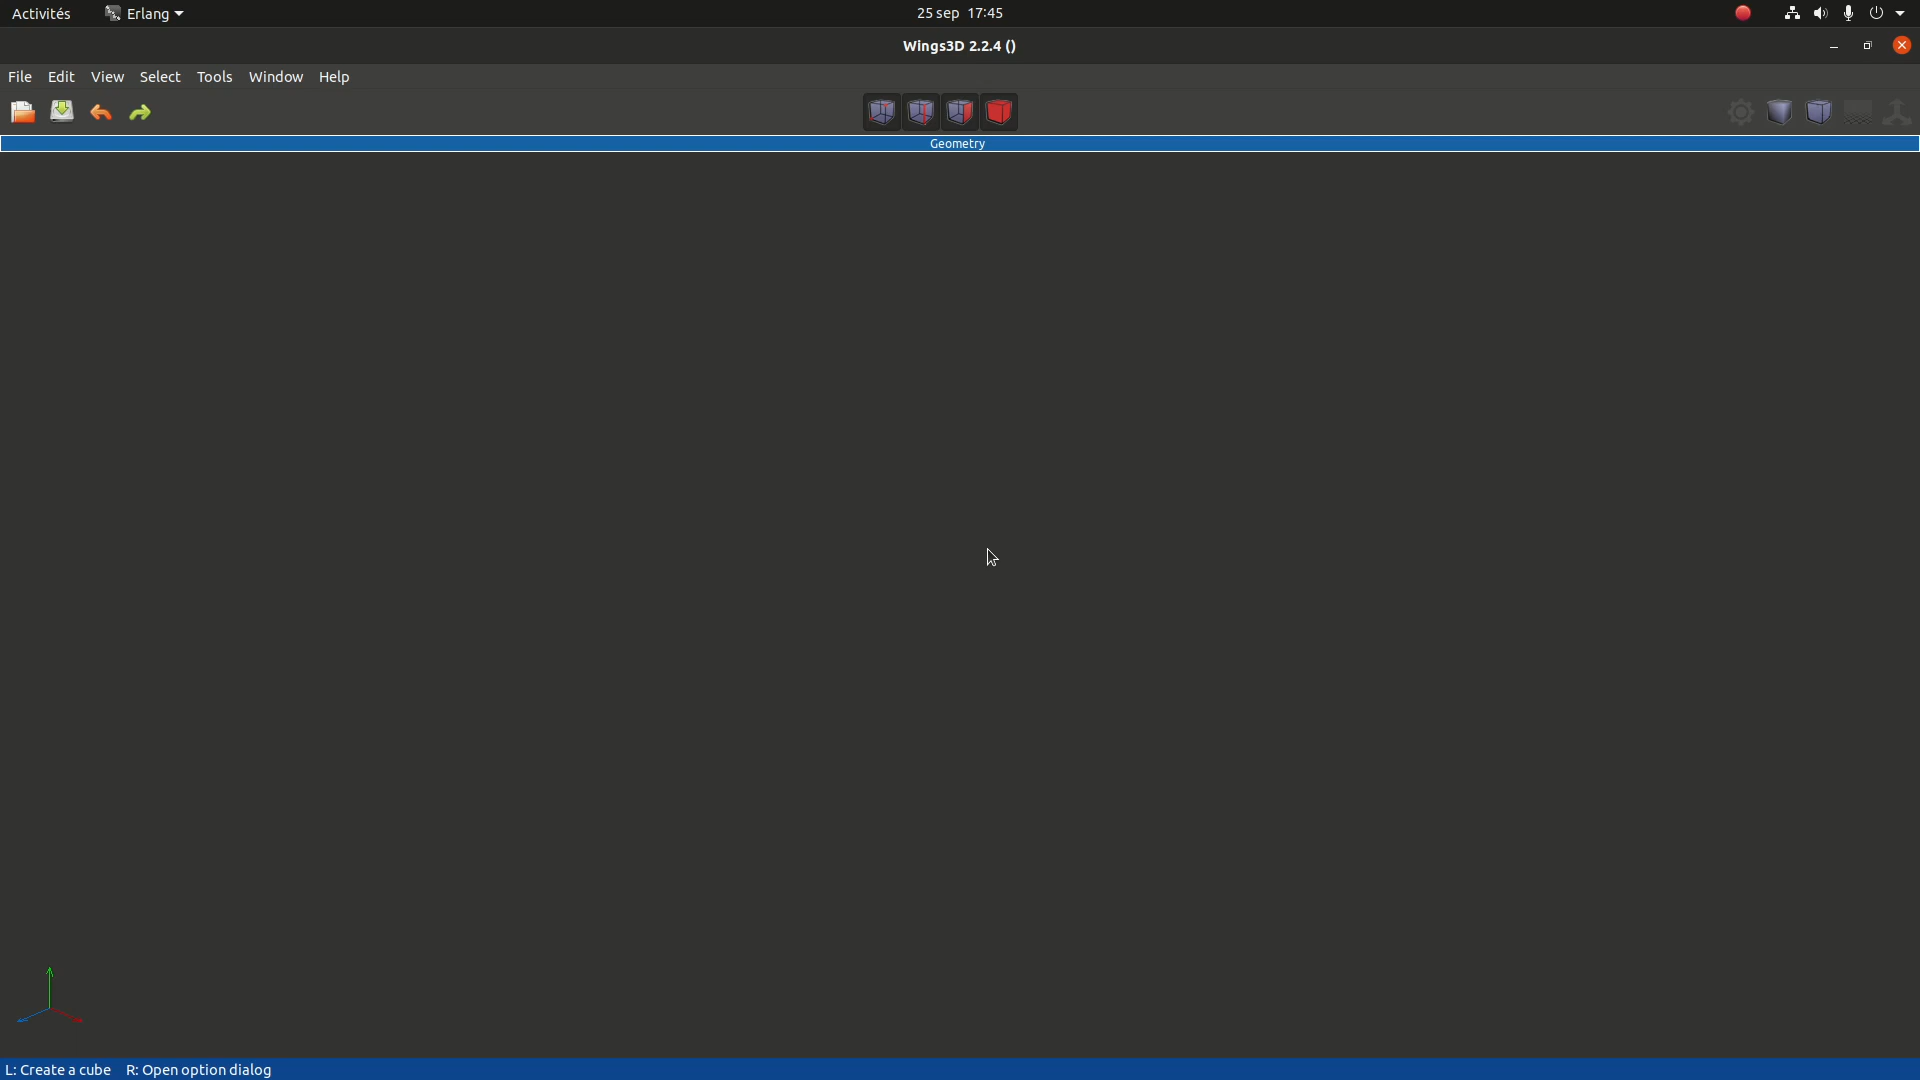 Activités Erlang 25 sep 17:45
Wings3D 2.2.4 ()
File Edit View Select Tools Window Help
Geometry
L: Create a cube R: Open option dialog